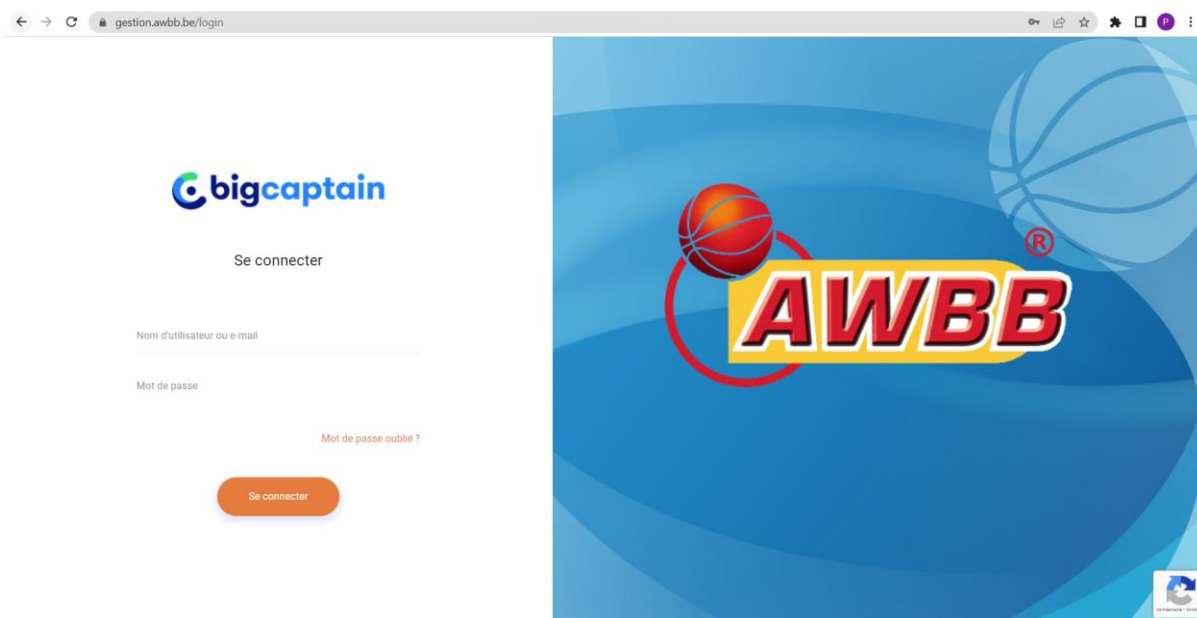 gestion.awbb.be/login
P
bigcaptain
Se connecter
Nom d'utilisateur ou e-mail
Mot de passe
Mot de passe oublié ?
Se connecter
AWBB
®